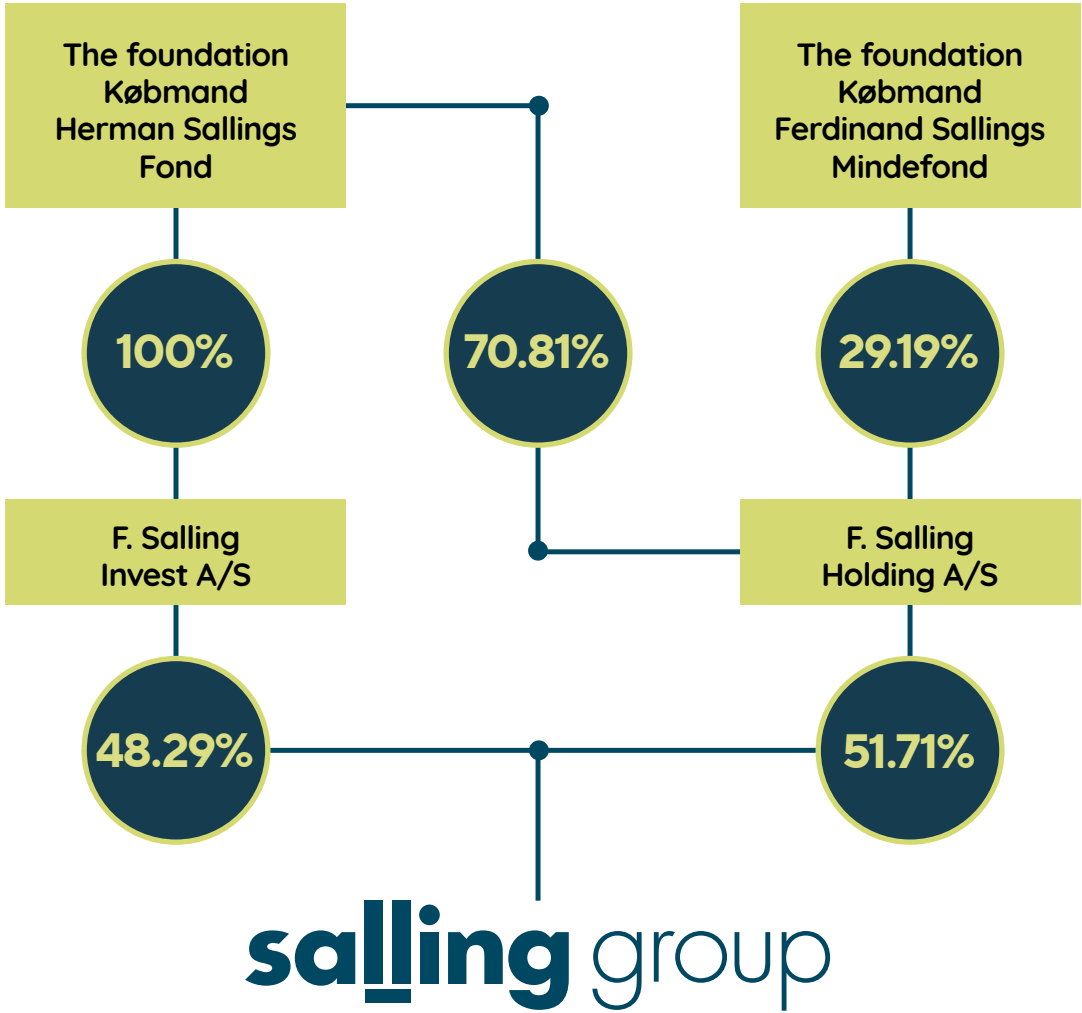 The foundation
Købmand
Herman Sallings
Fond
The foundation
Købmand
Ferdinand Sallings
Mindefond
100%
70.81%
29.19%
F. Salling
Invest A/S
F. Salling
Holding A/S
48.29%
51.71%
salling group